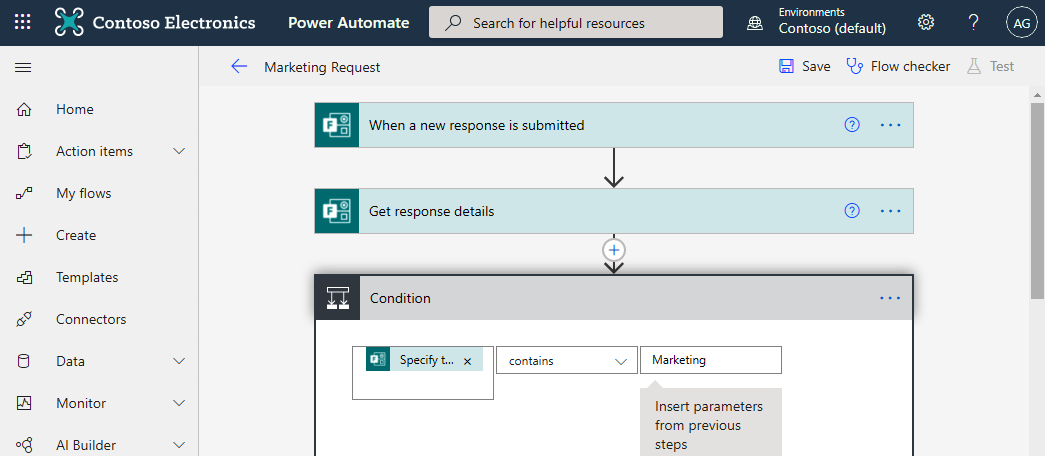 Contoso Electronics
Power Automate
Search for helpful resources
Environments
Contoso (default)
?
AG
Marketing Request
Save
Flow checker
Test
Home
Action items
My flows
Create
Templates
Connectors
Data
Monitor
AI Builder
F
When a new response is submitted
?
...
F
Get response details
?
...
Condition
...
F
Specify t... ×
contains
Marketing
Insert parameters
from previous
steps